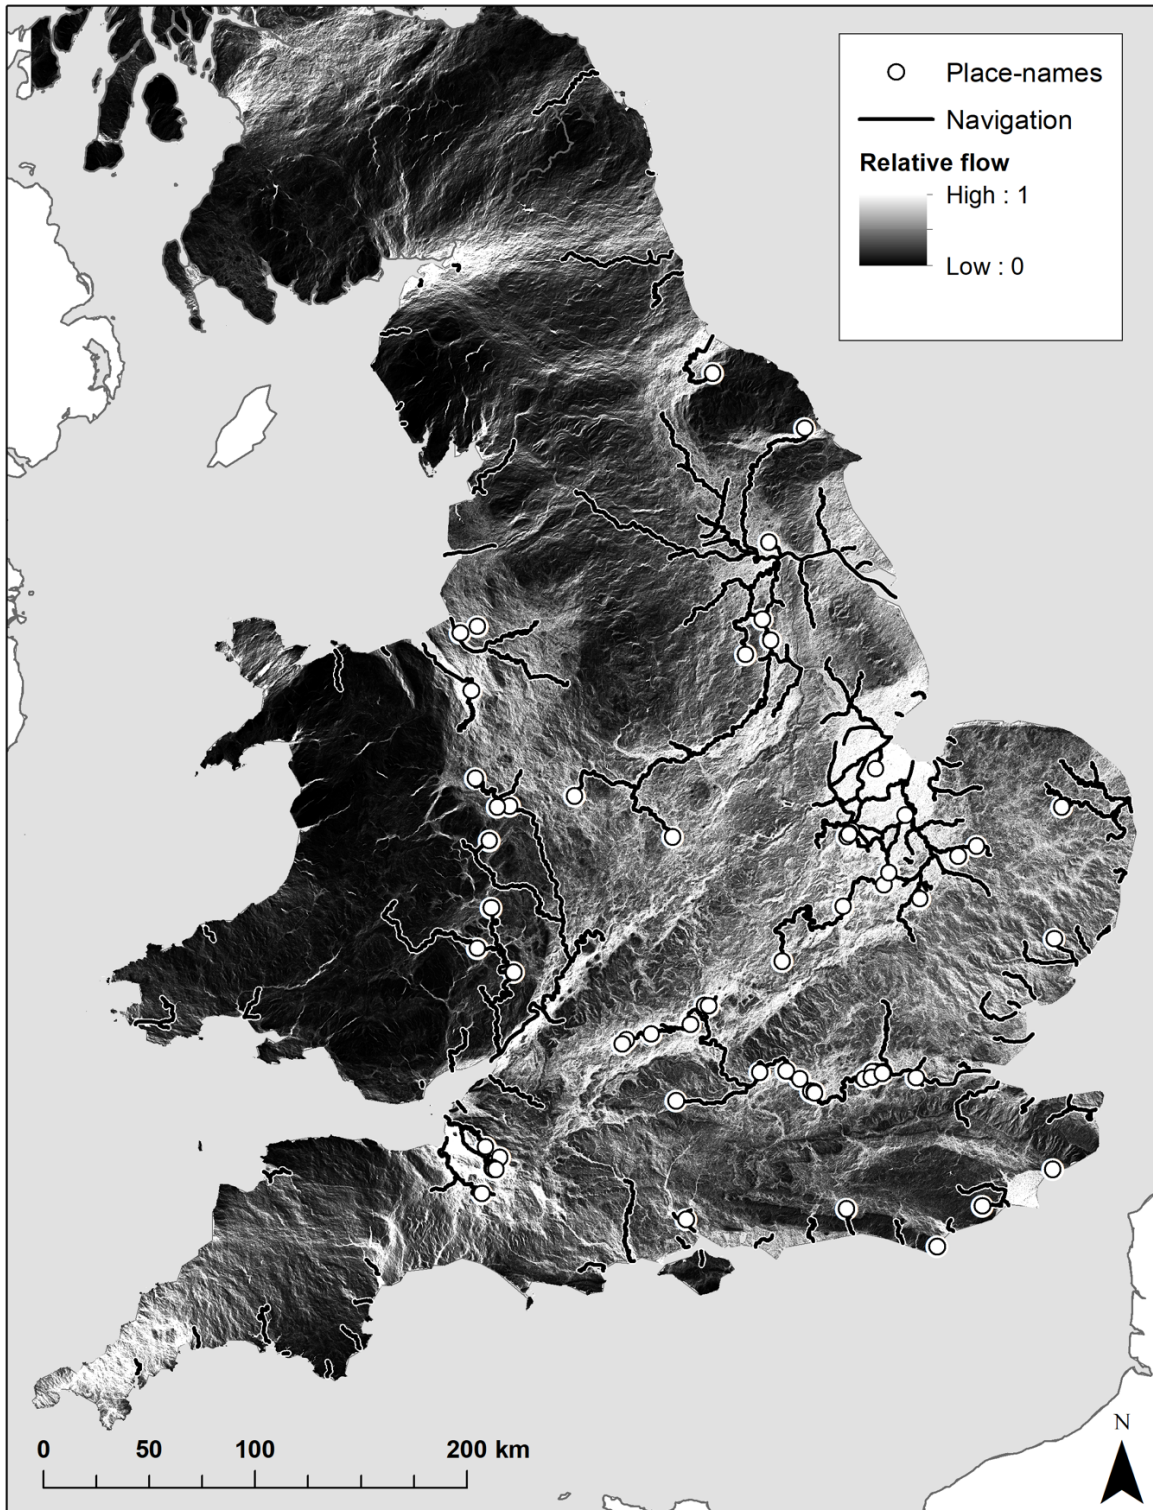 Place-names
Navigation
Relative flow
High : 1
Low : 0
N
0 50 100 200 km